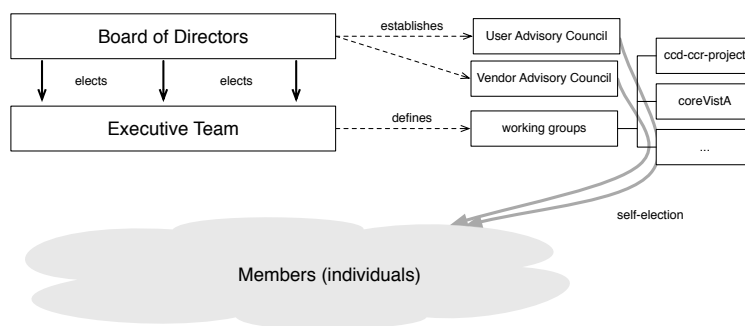 Board of Directors
establishes
User Advisory Council
Vendor Advisory Council
ccd-ccr-project
elects
elects
coreVistA
Executive Team
defines
working groups
...
self-election
Members (individuals)